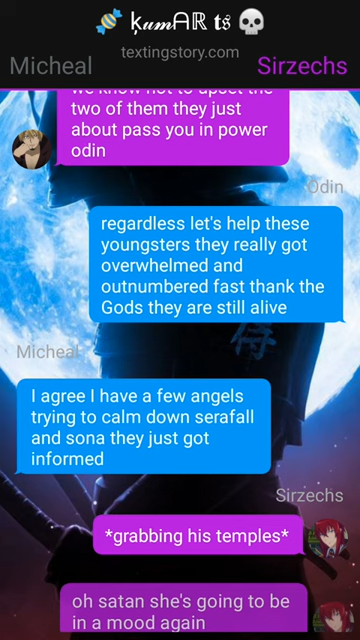 🍬 ķ𝓾𝓶ᗩℝ 𝖙𝖘 💀
textingstory.com
Micheal
Sirzechs
we know not to upset the
two of them they just
about pass you in power
odin
Odin
regardless let's help these
youngsters they really got
overwhelmed and
outnumbered fast thank the
Gods they are still alive
Micheal
I agree I have a few angels
trying to calm down serafall
and sona they just got
informed
Sirzechs
*grabbing his temples*
oh satan she's going to be
in a mood again